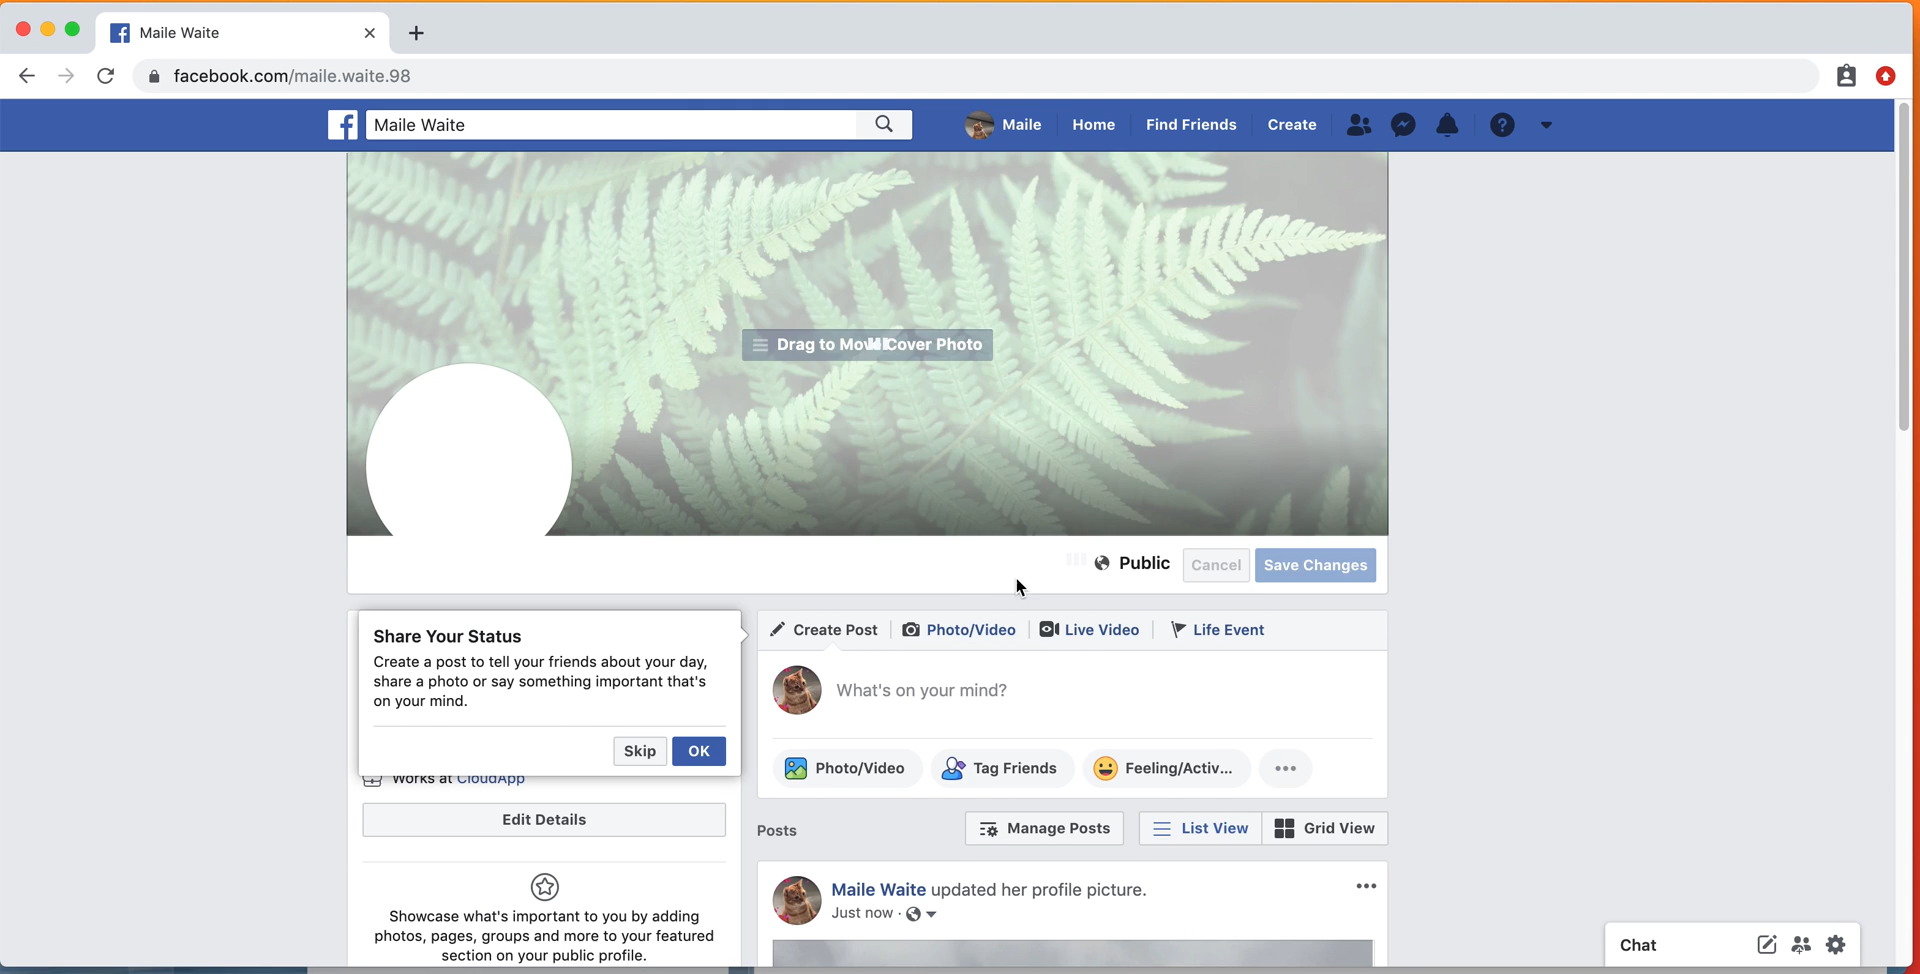 Maile Waite
facebook.com/maile.waite.98
Maile Waite
Maile Home Find Friends Create
Drag to Move Cover Photo
Public Cancel Save Changes
Share Your Status
Create a post to tell your friends about your day,
share a photo or say something important that's
on your mind.
Skip OK
Works at CloudApp
Edit Details
Showcase what's important to you by adding
photos, pages, groups and more to your featured
section on your public profile.
Create Post Photo/Video Live Video Life Event
What's on your mind?
Photo/Video Tag Friends Feeling/Activ...
Posts Manage Posts List View Grid View
Maile Waite updated her profile picture.
Just now ·
Chat